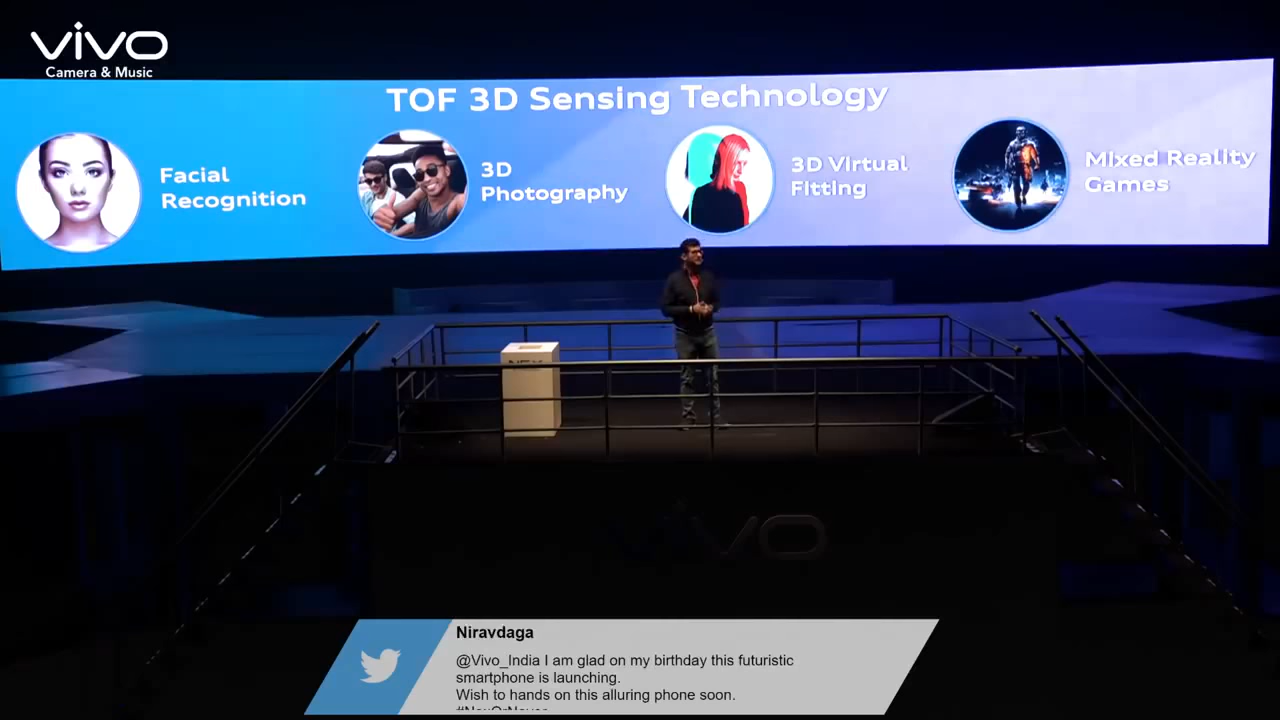 vivo
Camera & Music
TOF 3D Sensing Technology
Facial
Recognition
3D
Photography
3D Virtual
Fitting
Mixed Reality
Games
vivo
Niravdaga
@Vivo_India I am glad on my birthday this futuristic
smartphone is launching.
Wish to hands on this alluring phone soon.